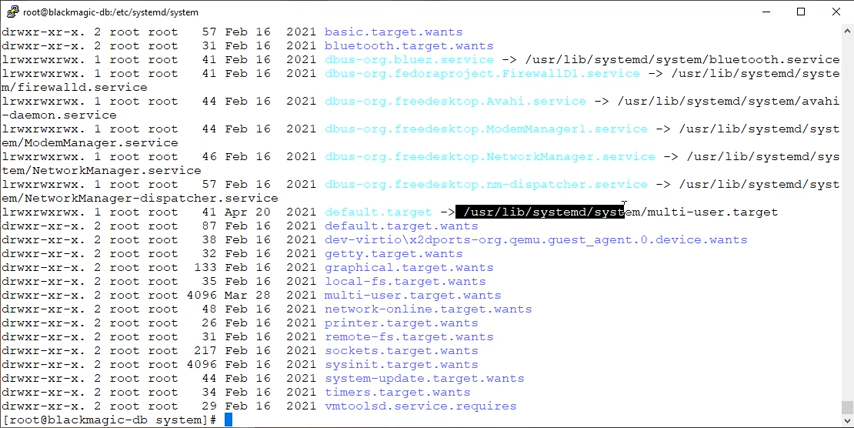 root@blackmagic-db:/etc/systemd/system
drwxr-xr-x. 2 root root   57 Feb 16  2021 basic.target.wants
drwxr-xr-x. 2 root root   31 Feb 16  2021 bluetooth.target.wants
lrwxrwxrwx. 1 root root   41 Feb 16  2021 dbus-org.bluez.service -> /usr/lib/systemd/system/bluetooth.service
lrwxrwxrwx. 1 root root   41 Feb 16  2021 dbus-org.fedoraproject.FirewallD1.service -> /usr/lib/systemd/syste
m/firewalld.service
lrwxrwxrwx. 1 root root   44 Feb 16  2021 dbus-org.freedesktop.Avahi.service -> /usr/lib/systemd/system/avahi
-daemon.service
lrwxrwxrwx. 1 root root   44 Feb 16  2021 dbus-org.freedesktop.ModemManager1.service -> /usr/lib/systemd/syst
em/ModemManager.service
lrwxrwxrwx. 1 root root   46 Feb 16  2021 dbus-org.freedesktop.NetworkManager.service -> /usr/lib/systemd/sys
tem/NetworkManager.service
lrwxrwxrwx. 1 root root   57 Feb 16  2021 dbus-org.freedesktop.nm-dispatcher.service -> /usr/lib/systemd/syst
em/NetworkManager-dispatcher.service
lrwxrwxrwx. 1 root root   41 Apr 20  2021 default.target -> /usr/lib/systemd/system/multi-user.target
drwxr-xr-x. 2 root root   87 Feb 16  2021 default.target.wants
drwxr-xr-x. 2 root root   38 Feb 16  2021 dev-virtio\x2dports-org.qemu.guest_agent.0.device.wants
drwxr-xr-x. 2 root root   32 Feb 16  2021 getty.target.wants
drwxr-xr-x. 2 root root  133 Feb 16  2021 graphical.target.wants
drwxr-xr-x. 2 root root   35 Feb 16  2021 local-fs.target.wants
drwxr-xr-x. 2 root root 4096 Mar 28  2021 multi-user.target.wants
drwxr-xr-x. 2 root root   48 Feb 16  2021 network-online.target.wants
drwxr-xr-x. 2 root root   26 Feb 16  2021 printer.target.wants
drwxr-xr-x. 2 root root   31 Feb 16  2021 remote-fs.target.wants
drwxr-xr-x. 2 root root  217 Feb 16  2021 sockets.target.wants
drwxr-xr-x. 2 root root 4096 Feb 16  2021 sysinit.target.wants
drwxr-xr-x. 2 root root   44 Feb 16  2021 system-update.target.wants
drwxr-xr-x. 2 root root   34 Feb 16  2021 timers.target.wants
drwxr-xr-x. 2 root root   29 Feb 16  2021 vmtoolsd.service.requires
[root@blackmagic-db system]#